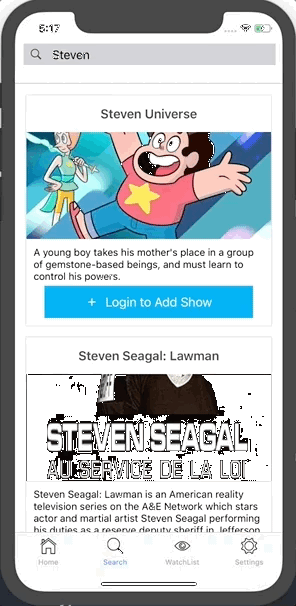 5:17
Steven
Steven Universe
A young boy takes his mother's place in a group
of gemstone-based beings, and must learn to
control his powers.
+ Login to Add Show
Steven Seagal: Lawman
STEVEN SEAGAL
AU SERVICE DE LA LOI
Steven Seagal: Lawman is an American reality
television series on the A&E Network which stars
actor and martial artist Steven Seagal performing
his duties as a reserve deputy sheriff in Jefferson
Home
Search
WatchList
Settings